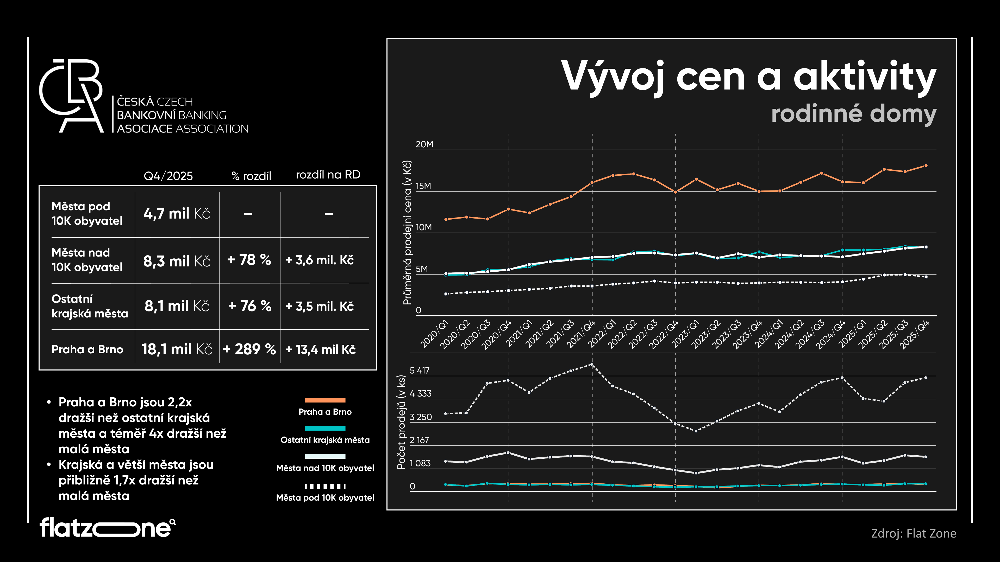 ČBA
ČESKÁ CZECH
BANKOVNÍ BANKING
ASOCIACE ASSOCIATION
Q4/2025 % rozdíl rozdíl na RD
Města pod
10K obyvatel
4,7 mil Kč – –
Města nad
10K obyvatel
8,3 mil Kč + 78 % + 3,6 mil. Kč
Ostatní
krajská města
8,1 mil Kč + 76 % + 3,5 mil. Kč
Praha a Brno 18,1 mil Kč + 289 % + 13,4 mil Kč
• Praha a Brno jsou 2,2x
dražší než ostatní krajská
města a téměř 4x dražší než
malá města
• Krajská a větší města jsou
přibližně 1,7x dražší než
malá města
Praha a Brno
Ostatní krajská města
Města nad 10K obyvatel
Města pod 10K obyvatel
flatzone
Vývoj cen a aktivity
rodinné domy
Průměrná prodejní cena (v Kč)
20M
15M
10M
5M
0
2020/Q1
2020/Q2
2020/Q3
2020/Q4
2021/Q1
2021/Q2
2021/Q3
2021/Q4
2022/Q1
2022/Q2
2022/Q3
2022/Q4
2023/Q1
2023/Q2
2023/Q3
2023/Q4
2024/Q1
2024/Q2
2024/Q3
2024/Q4
2025/Q1
2025/Q2
2025/Q3
2025/Q4
Počet prodejů (v ks)
5 417
4 333
3 250
2 167
1 083
0
Zdroj: Flat Zone